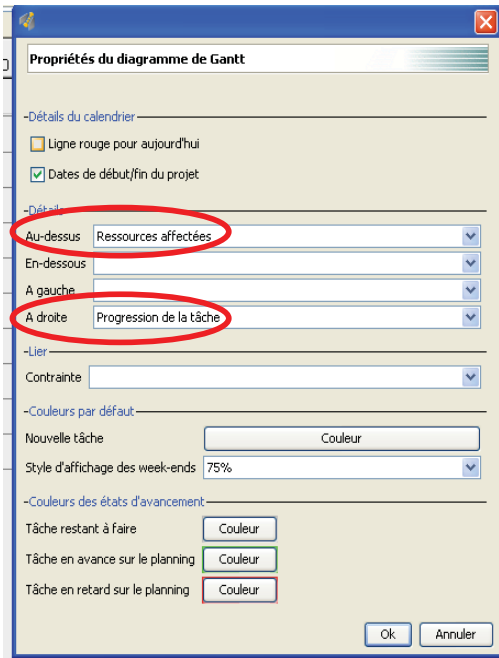 Propriétés du diagramme de Gantt
Détails du calendrier
Ligne rouge pour aujourd'hui
Dates de début/fin du projet
Détails
Au-dessus Ressources affectées
En-dessous
A gauche
A droite Progression de la tâche
Lier
Contrainte
Couleurs par défaut
Nouvelle tâche Couleur
Style d'affichage des week-ends 75%
Couleurs des états d'avancement
Tâche restant à faire Couleur
Tâche en avance sur le planning Couleur
Tâche en retard sur le planning Couleur
Ok Annuler